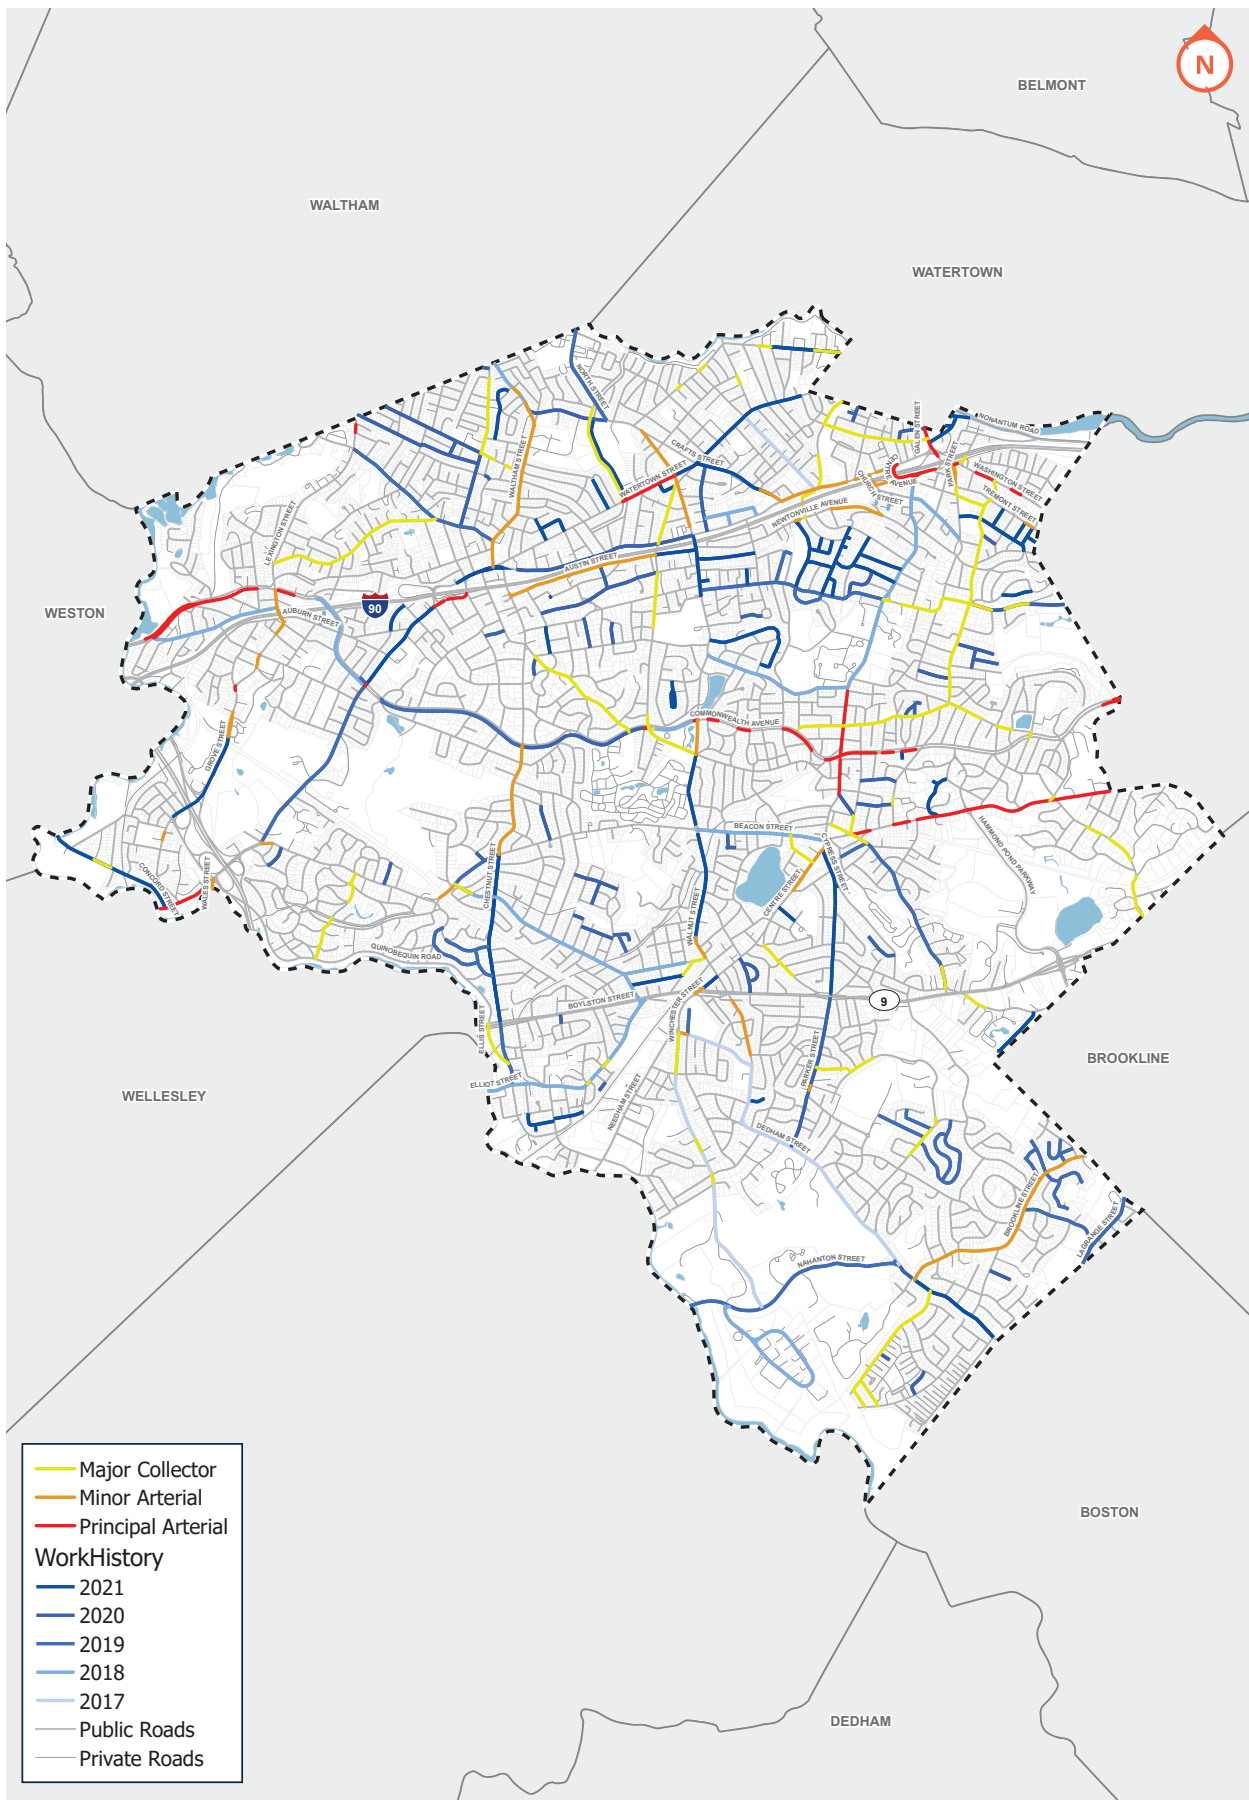 N
BELMONT
WALTHAM
WATERTOWN
NORTH STREET
GALEN STREET
NONANTUM ROAD
CRAFTS STREET
WALTHAM STREET
WATERTOWN STREET
CENTRE AVENUE
PARK STREET
WASHINGTON STREET
CHURCH STREET
TREMONT STREET
LEXINGTON STREET
NEWTONVILLE AVENUE
AUSTIN STREET
WESTON
90
AUBURN STREET
COMMONWEALTH AVENUE
GROVE STREET
BEACON STREET
CYPRESS STREET
HAMMOND POND PARKWAY
CONCORD STREET
WALES STREET
CHESTNUT STREET
CENTRE STREET
WALNUT STREET
QUINOBEQUIN ROAD
BOYLSTON STREET
WINCHESTER STREET
9
ELLIS STREET
BROOKLINE
PARKER STREET
WELLESLEY
ELLIOT STREET
NEEDHAM STREET
DEDHAM STREET
BROOKLINE STREET
LAGRANGE STREET
NAHANTON STREET
Major Collector
Minor Arterial
Principal Arterial
WorkHistory
2021
2020
2019
2018
2017
Public Roads
Private Roads
BOSTON
DEDHAM